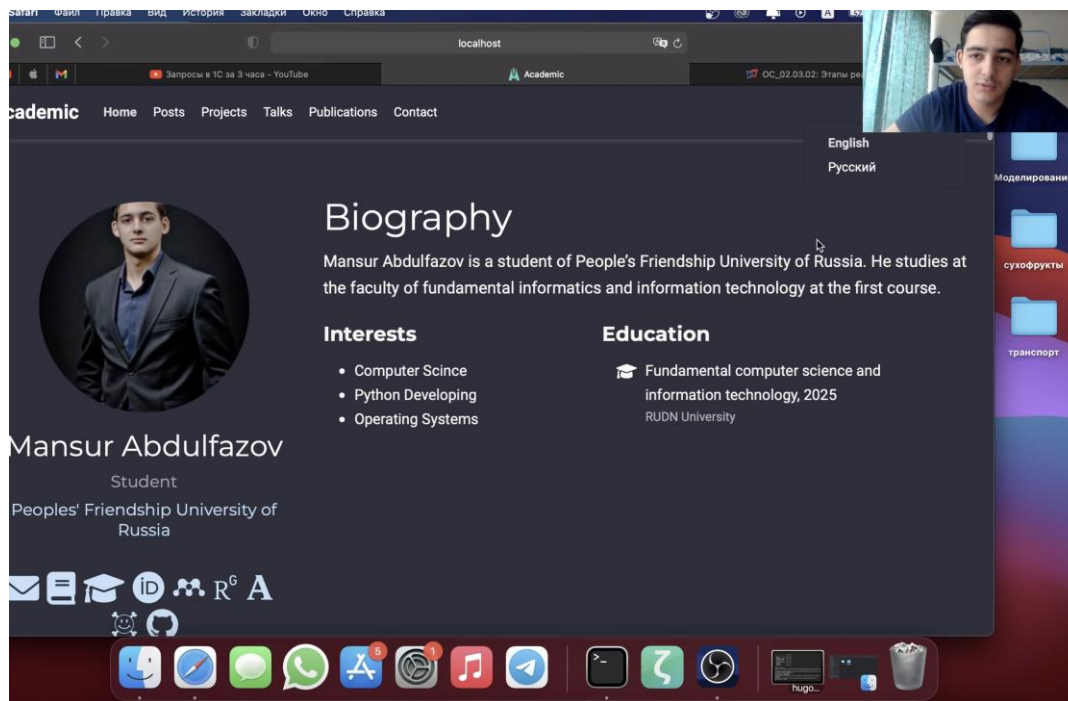 Safari Файл Правка Вид История Закладки Окно Справка
localhost
Запросы в 1С за 3 часа - YouTube
Academic
ОС_02.03.02: Этапы
Home Posts Projects Talks Publications Contact
English
Русский
Моделировани
сухофрукты
транспорт
Biography
Mansur Abdulfazov is a student of People's Friendship University of Russia. He studies at
the faculty of fundamental informatics and information technology at the first course.
Interests
Computer Scince
Python Developing
Operating Systems
Education
Fundamental computer science and
information technology, 2025
RUDN University
Mansur Abdulfazov
Student
Peoples' Friendship University of
Russia
iD
RG
A
5
1
hugo...